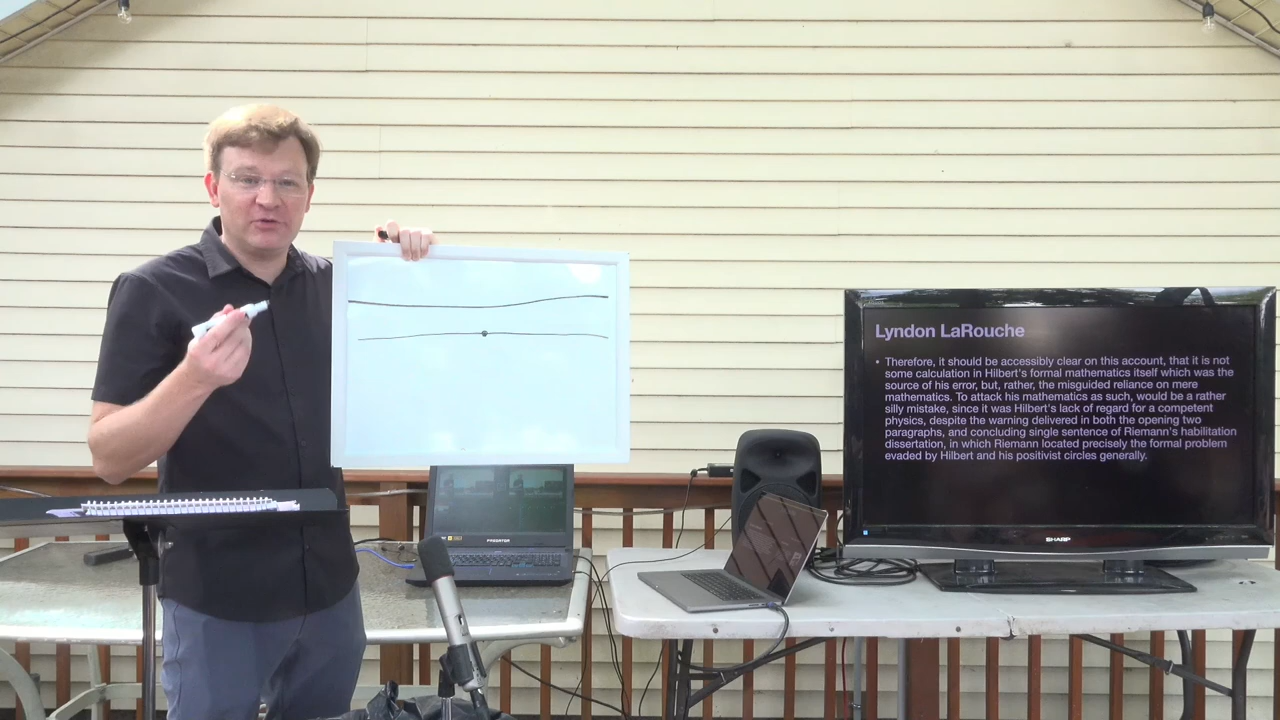 Lyndon LaRouche
• Therefore, it should be accessibly clear on this account, that it is not
some calculation in Hilbert's formal mathematics itself which was the
source of his error, but, rather, the misguided reliance on mere
mathematics. To attack his mathematics as such, would be a rather
silly mistake, since it was Hilbert's lack of regard for a competent
physics, despite the warning delivered in both the opening two
paragraphs, and concluding single sentence of Riemann's habilitation
dissertation, in which Riemann located precisely the formal problem
evaded by Hilbert and his positivist circles generally.
SHARP
PREDATOR